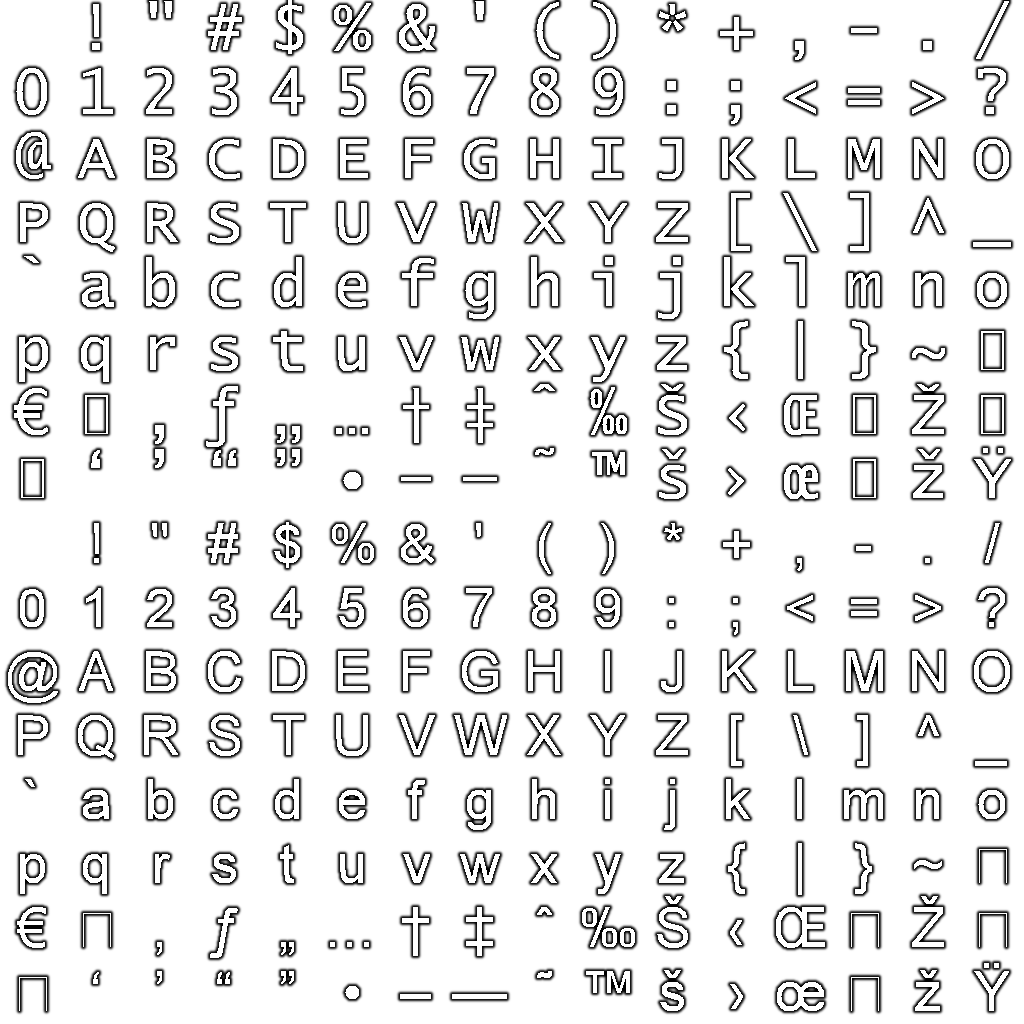 ! " # $ % & ' ( ) * + , - . /
0 1 2 3 4 5 6 7 8 9 : ; < = > ?
@ A B C D E F G H I J K L M N O
P Q R S T U V W X Y Z [ \ ] ^ _
` a b c d e f g h i j k l m n o
p q r s t u v w x y z { | } ~ □
€ □ ‚ ƒ „ … † ‡ ˆ ‰ Š ‹ Œ □ Ž □
□ ‘ ’ “ ” • – — ˜ ™ š › œ □ ž Ÿ
! " # $ % & ' ( ) * + , - . /
0 1 2 3 4 5 6 7 8 9 : ; < = > ?
@ A B C D E F G H I J K L M N O
P Q R S T U V W X Y Z [ \ ] ^ _
` a b c d e f g h i j k l m n o
p q r s t u v w x y z { | } ~ □
€ □ ‚ ƒ „ … † ‡ ˆ ‰ Š ‹ Œ □ Ž □
□ ‘ ’ “ ” • – — ˜ ™ š › œ □ ž Ÿ